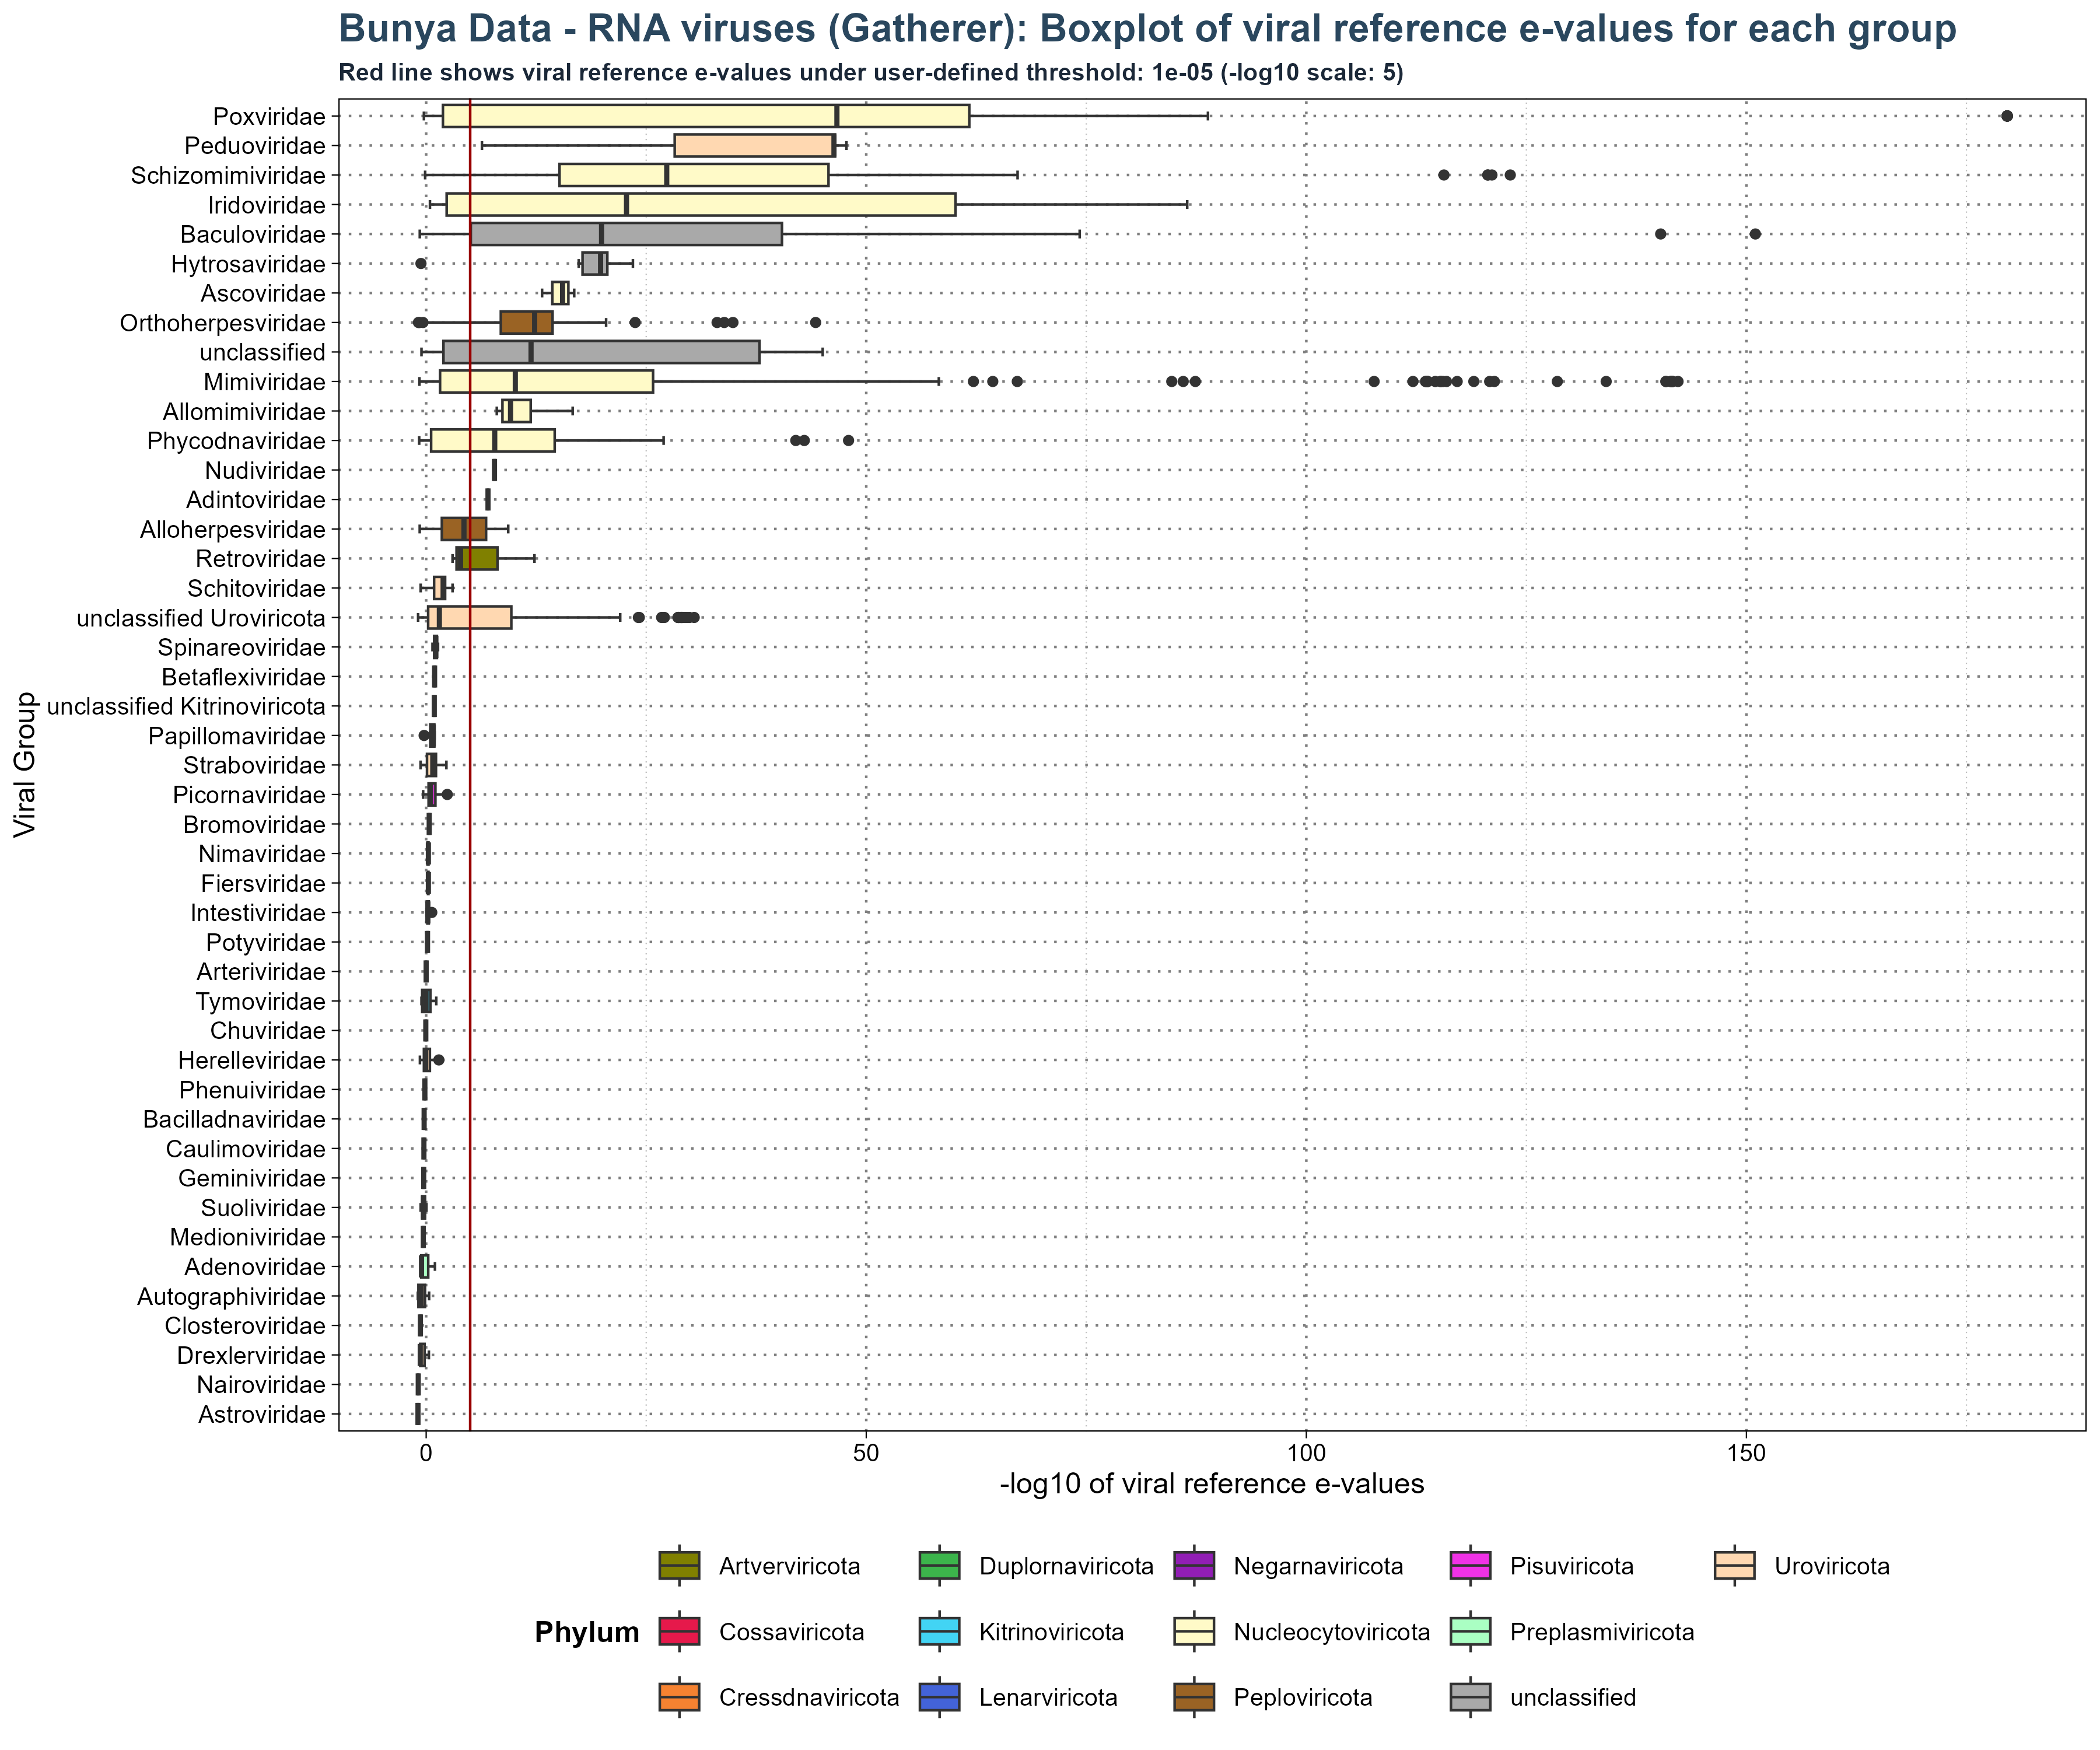 Bunya Data - RNA viruses (Gatherer): Boxplot of viral reference e-values for each group
Red line shows viral reference e-values under user-defined threshold: 1e-05 (-log10 scale: 5)
Viral Group
Poxviridae
Peduoviridae
Schizomimiviridae
Iridoviridae
Baculoviridae
Hytrosaviridae
Ascoviridae
Orthoherpesviridae
unclassified
Mimiviridae
Allomimiviridae
Phycodnaviridae
Nudiviridae
Adintoviridae
Alloherpesviridae
Retroviridae
Schitoviridae
unclassified Uroviricota
Spinareoviridae
Betaflexiviridae
unclassified Kitrinoviricota
Papillomaviridae
Straboviridae
Picornaviridae
Bromoviridae
Nimaviridae
Fiersviridae
Intestiviridae
Potyviridae
Arteriviridae
Tymoviridae
Chuviridae
Herelleviridae
Phenuiviridae
Bacilladnaviridae
Caulimoviridae
Geminiviridae
Suoliviridae
Medioniviridae
Adenoviridae
Autographiviridae
Closteroviridae
Drexlerviridae
Nairoviridae
Astroviridae
0 50 100 150
-log10 of viral reference e-values
Phylum
Artverviricota Duplornaviricota Negarnaviricota Pisuviricota Uroviricota
Cossaviricota Kitrinoviricota Nucleocytoviricota Preplasmiviricota
Cressdnaviricota Lenarviricota Peploviricota unclassified